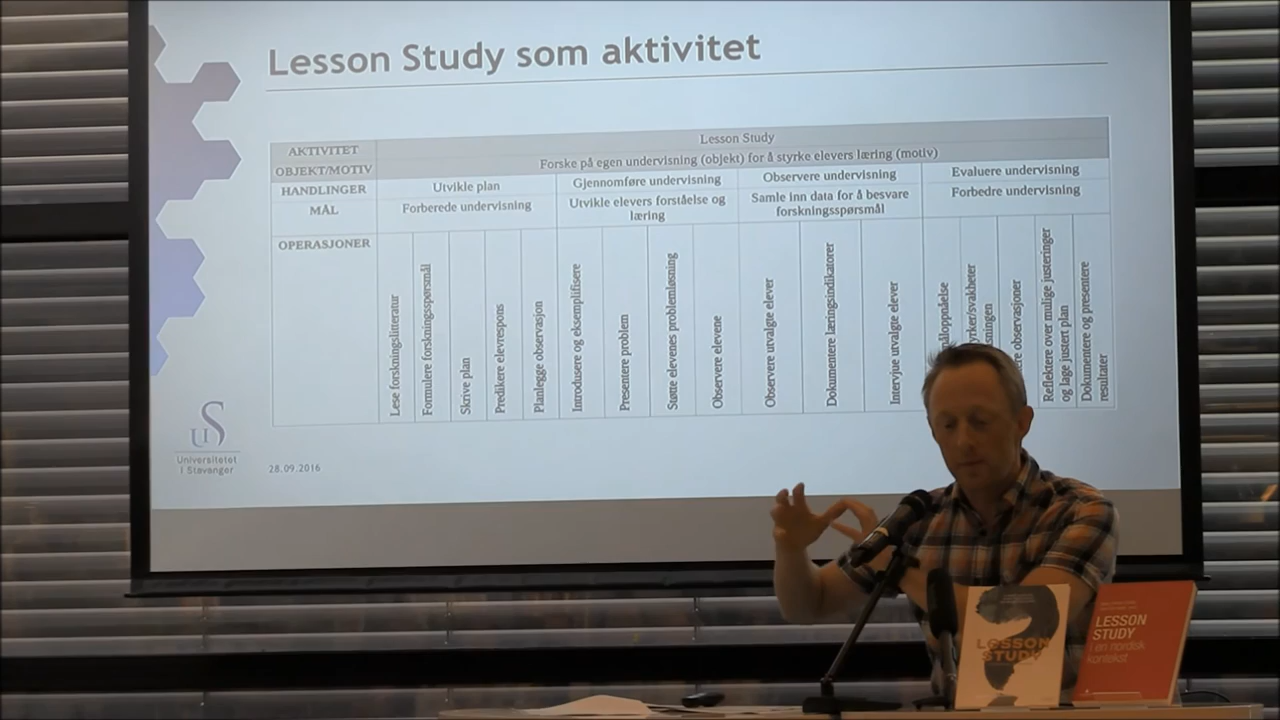 Lesson Study som aktivitet
AKTIVITET
Lesson Study
OBJEKT/MOTIV
Forske på egen undervisning (objekt) for å styrke elevers læring (motiv)
HANDLINGER
Utvikle plan
Gjennomføre undervisning
Observere undervisning
Evaluere undervisning
MÅL
Forberede undervisning
Utvikle elevers forståelse og
læring
Samle inn data for å besvare
forskningsspørsmål
Forbedre undervisning
OPERASJONER
Lese forskningslitteratur
Formulere forskningsspørsmål
Skrive plan
Predikere elevrespons
Planlegge observasjon
Introdusere og eksemplifisere
Presentere problem
Støtte elevenes problemløsning
Observere elevene
Observere utvalgte elever
Dokumentere læringsindikatorer
Intervjue utvalgte elever
observasjoner
Reflektere over mulige justeringer
og lage justert plan
Dokumentere og presentere
resultater
uS
Universitetet
i Stavanger
28.09.2016
LESSON
STUDY
LESSON
STUDY
i en nordisk
kontekst